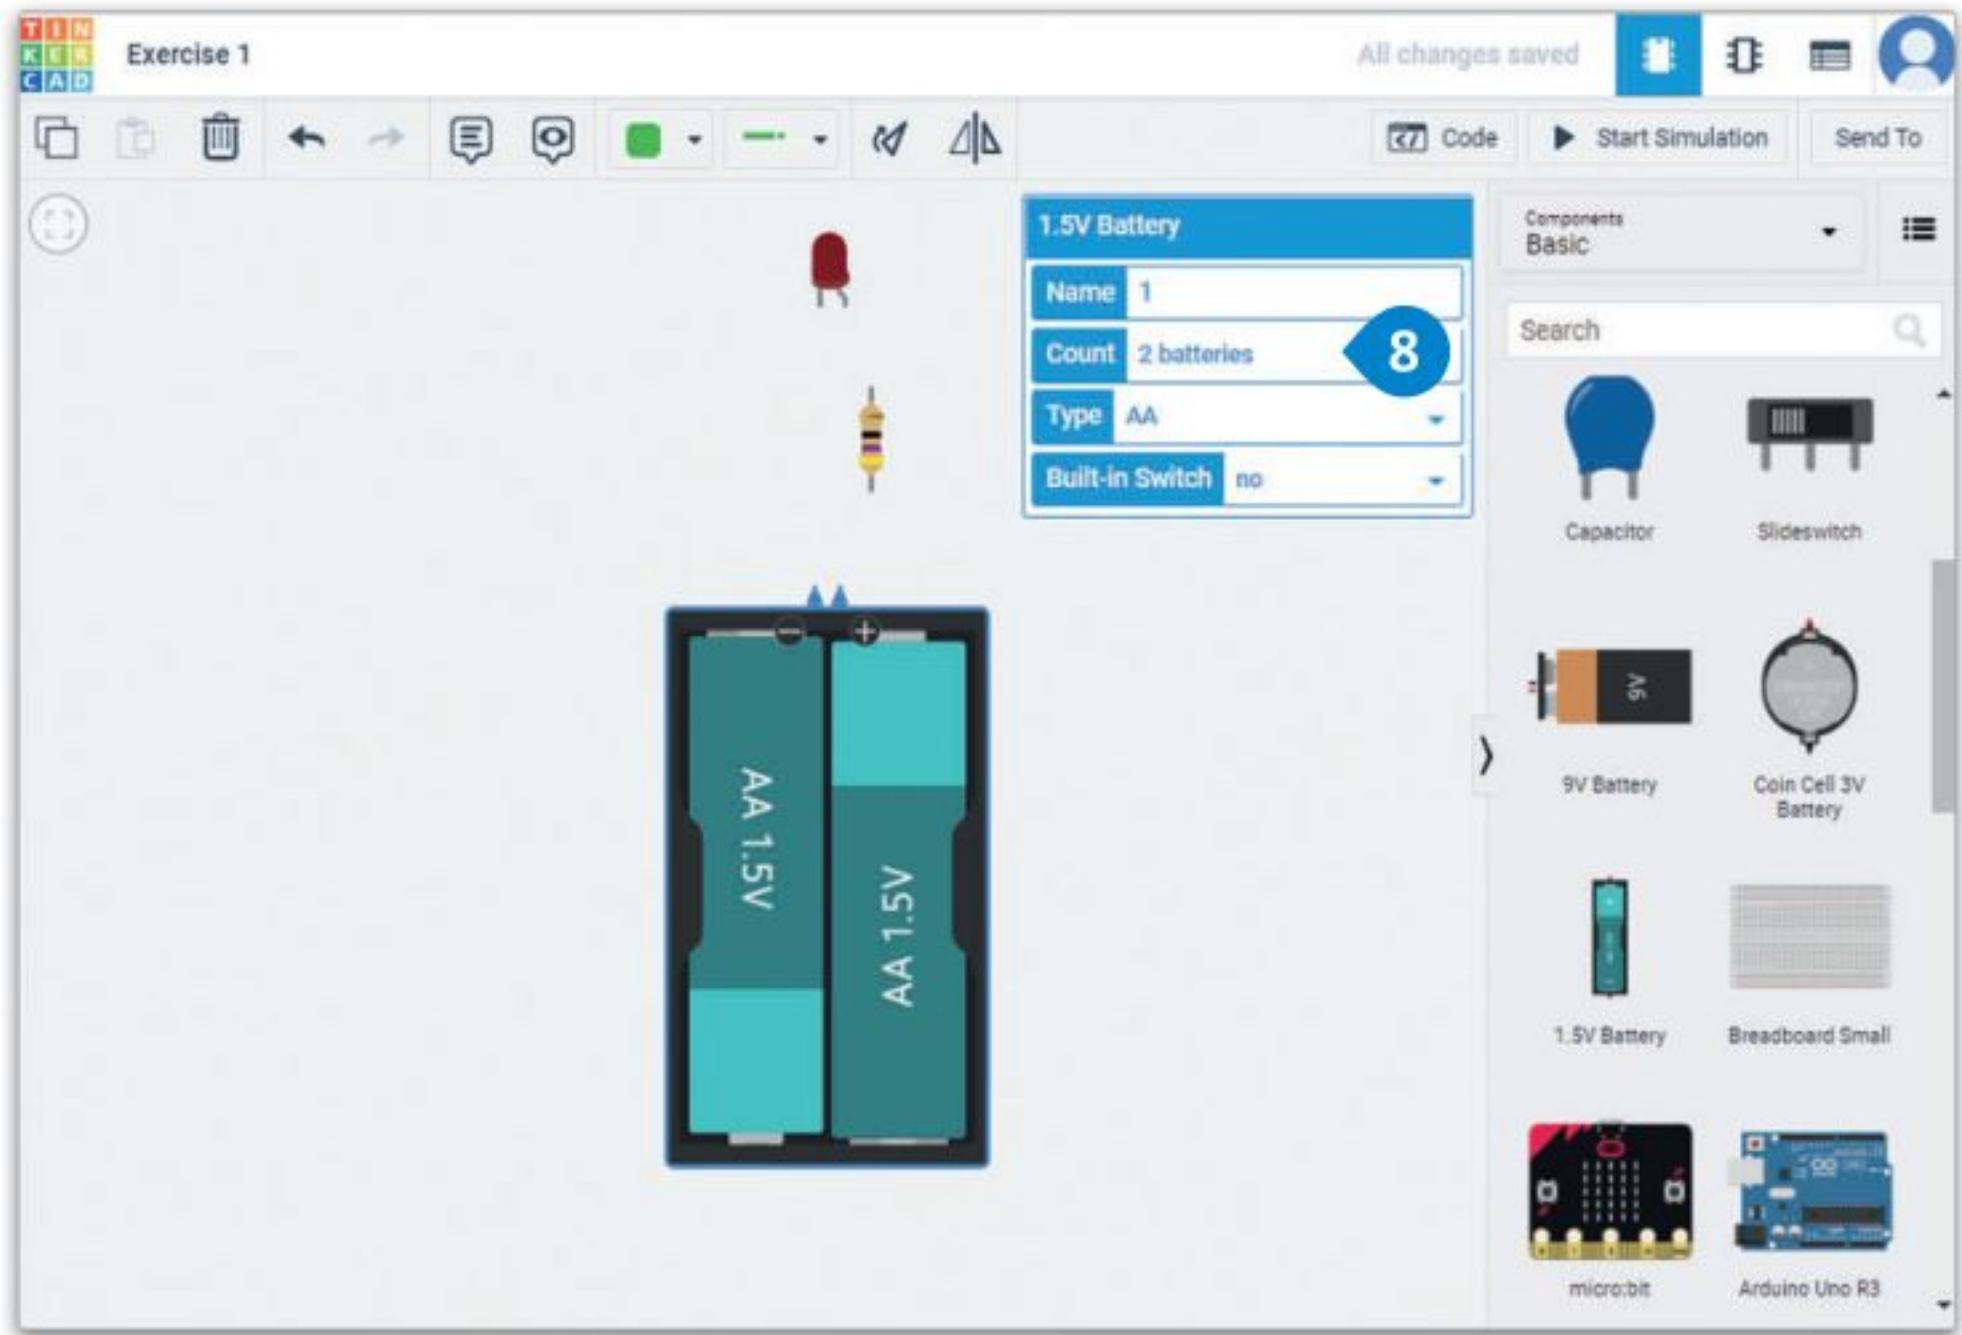 TIN
KER
CAD
Exercise 1
All changes saved
Code
Start Simulation
Send To
1.5V Battery
Name 1
Count 2 batteries
8
Type AA
Built-in Switch no
Components
Basic
Search
Capacitor
Slideswitch
9V
9V Battery
Coin Cell 3V
Battery
1.5V Battery
Breadboard Small
micro:bit
Arduino Uno R3
AA 1.5V
AA 1.5V